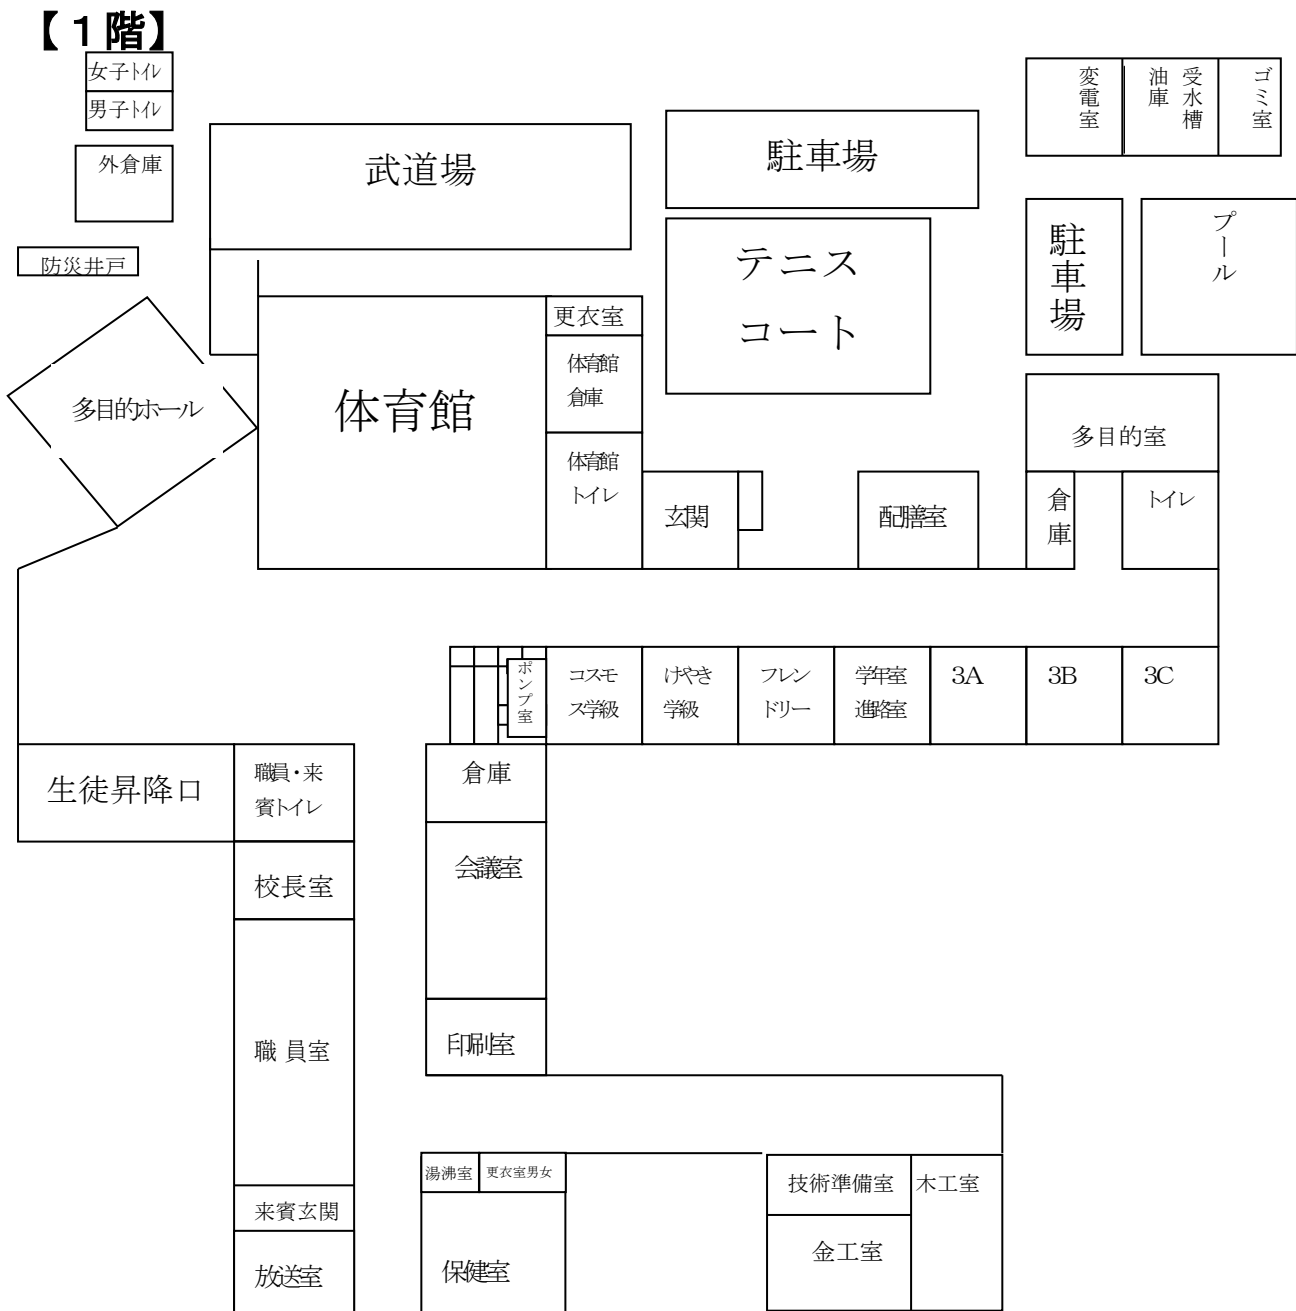 【１階】
女子トイレ
男子トイレ
外倉庫
防災井戸
武道場
駐車場
変電室
油庫
受水槽
ゴミ室
テニス
コート
駐車場
プール
多目的ホール
体育館
更衣室
体育館
倉庫
体育館
トイレ
玄関
配膳室
多目的室
倉庫
トイレ
ポンプ室
コスモ
ス学級
けやき
学級
フレン
ドリー
学年室
進路室
3A
3B
3C
生徒昇降口
職員・来
賓トイレ
倉庫
校長室
会議室
職 員室
印刷室
来賓玄関
放送室
湯沸室
更衣室男女
保健室
技術準備室
木工室
金工室